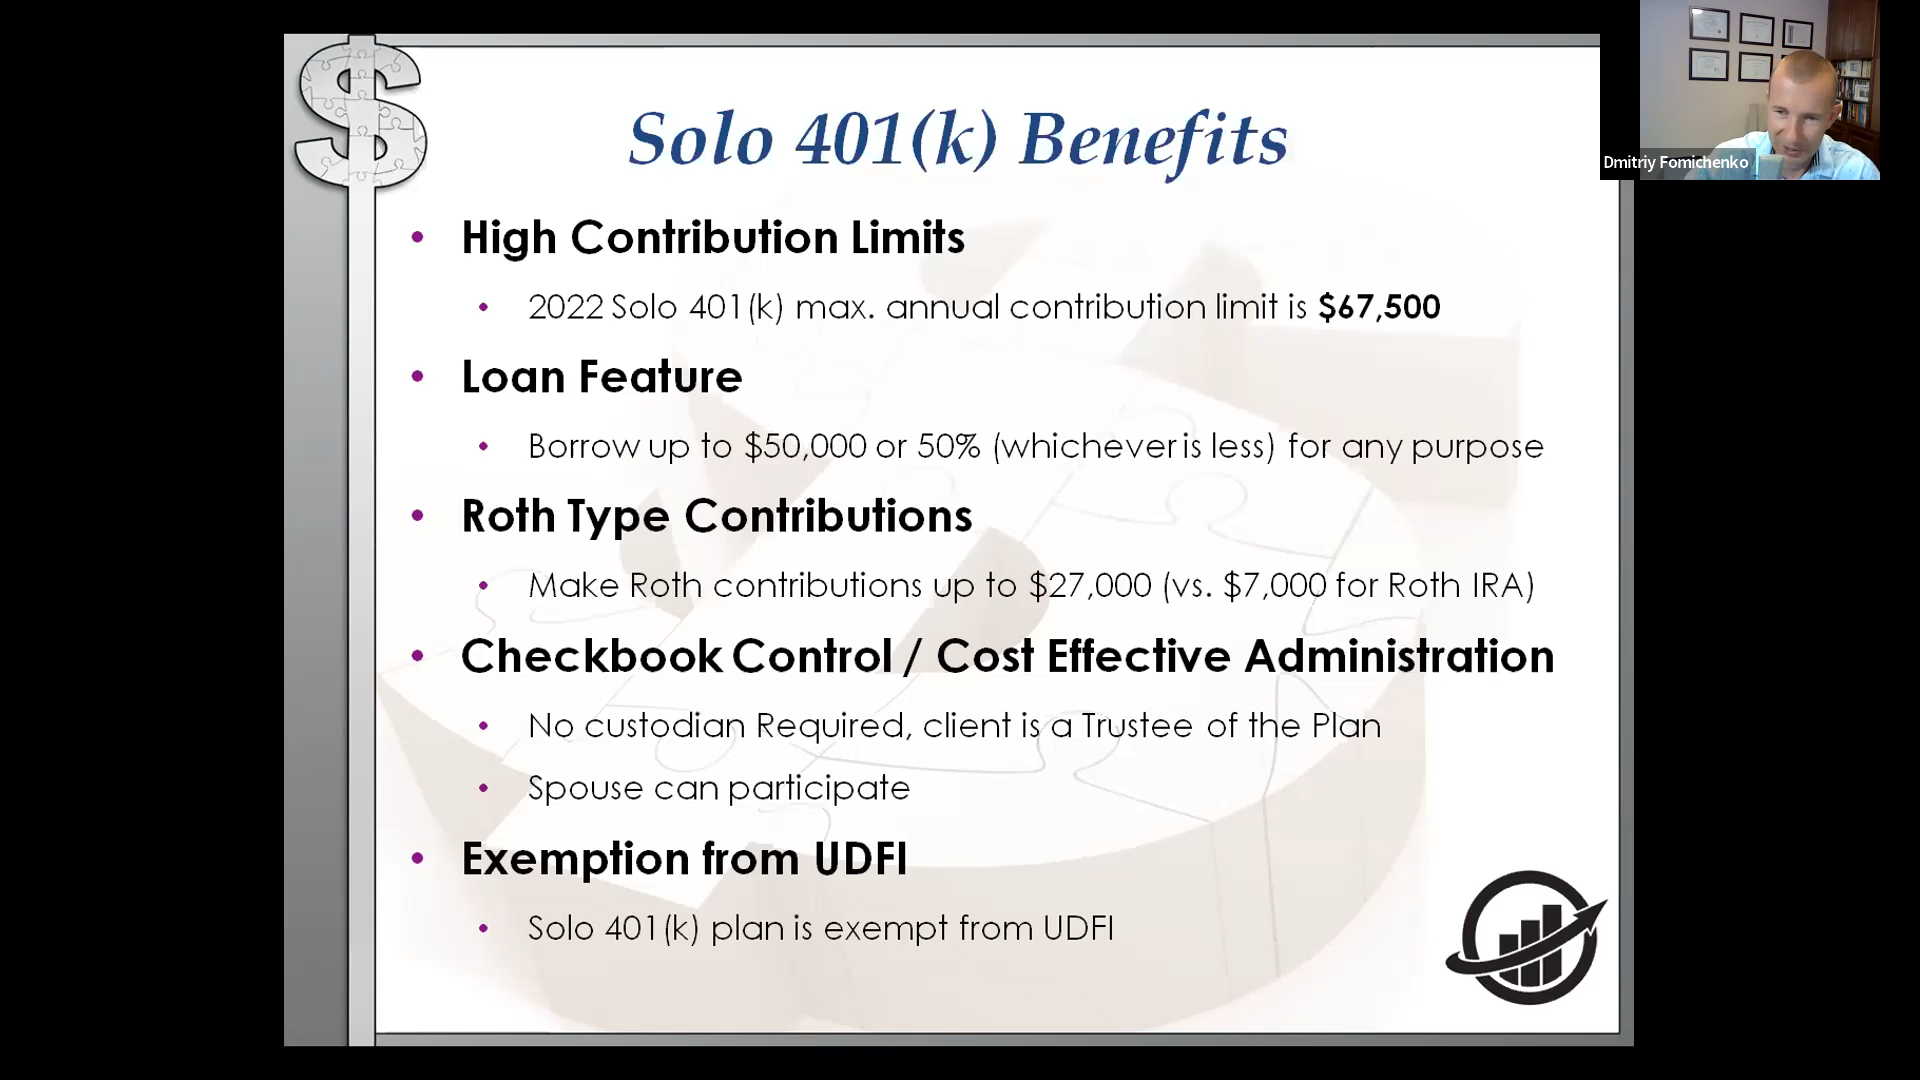 Solo 401(k) Benefits
Dmitriy Fomichenko
• High Contribution Limits
• 2022 Solo 401(k) max. annual contribution limit is $67,500
• Loan Feature
• Borrow up to $50,000 or 50% (whichever is less) for any purpose
• Roth Type Contributions
• Make Roth contributions up to $27,000 (vs. $7,000 for Roth IRA)
• Checkbook Control / Cost Effective Administration
• No custodian Required, client is a Trustee of the Plan
• Spouse can participate
• Exemption from UDFI
• Solo 401(k) plan is exempt from UDFI